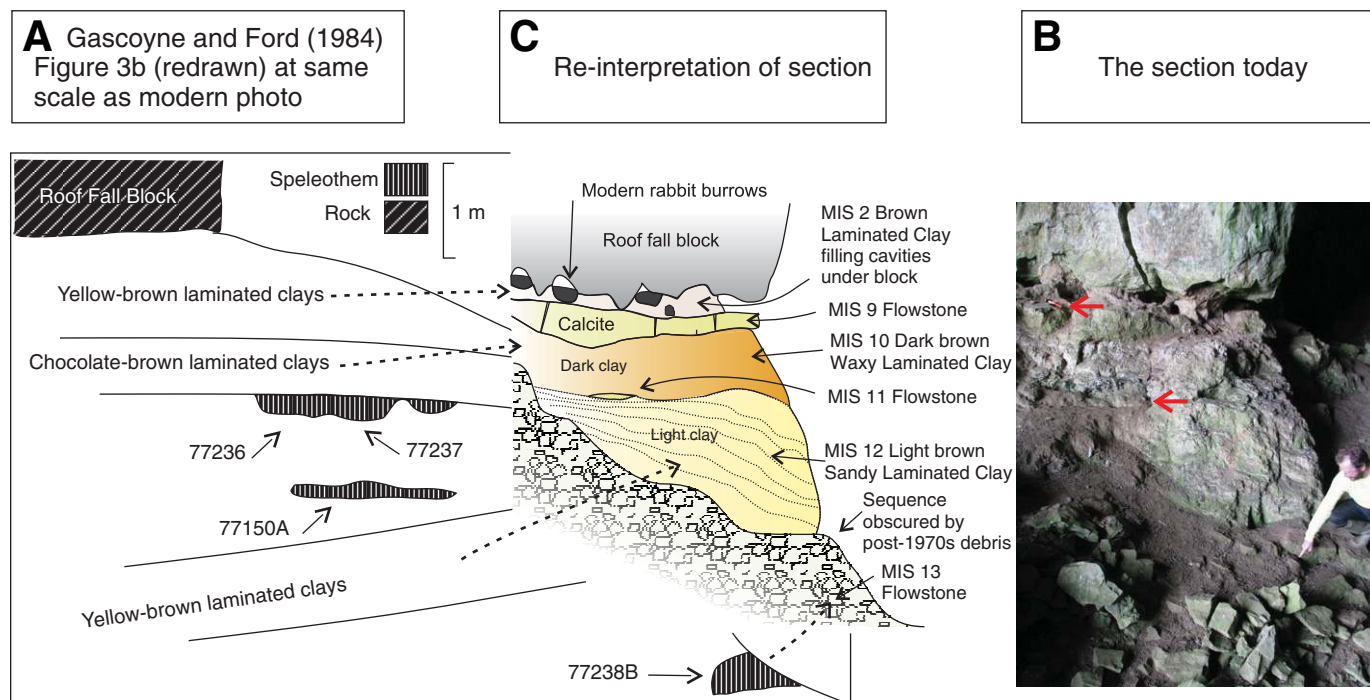 A Gascoyne and Ford (1984)
Figure 3b (redrawn) at same
scale as modern photo
C Re-interpretation of section
B The section today
Roof Fall Block
Speleothem
Rock
1 m
Yellow-brown laminated clays
Chocolate-brown laminated clays
77236
77237
77150A
Yellow-brown laminated clays
77238B
Modern rabbit burrows
Roof fall block
Calcite
Dark clay
Light clay
MIS 2 Brown
Laminated Clay
filling cavities
under block
MIS 9 Flowstone
MIS 10 Dark brown
Waxy Laminated Clay
MIS 11 Flowstone
MIS 12 Light brown
Sandy Laminated Clay
Sequence
obscured by
post-1970s debris
MIS 13
Flowstone